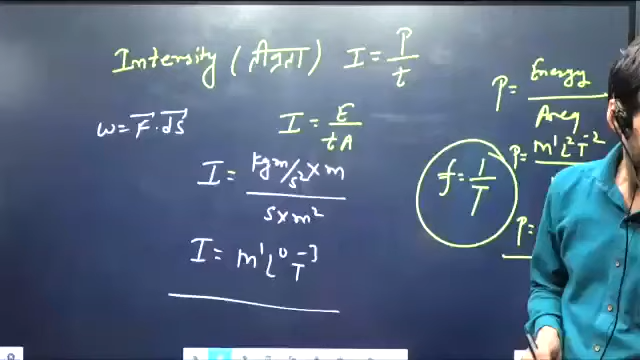 Intensity (तीव्रता) I = P/t
P = Energy/Area
w = F⃗ · ds⃗
I = E/tA
P = M¹L²T⁻²
f = 1/T
I = kgm/s² × m / s × m²
P =
I = M¹L⁰T⁻³